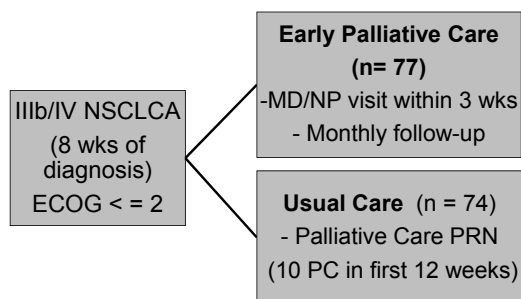 IIIb/IV NSCLCA
(8 wks of
diagnosis)
ECOG < = 2
Early Palliative Care
(n= 77)
-MD/NP visit within 3 wks
- Monthly follow-up
Usual Care (n = 74)
- Palliative Care PRN
(10 PC in first 12 weeks)